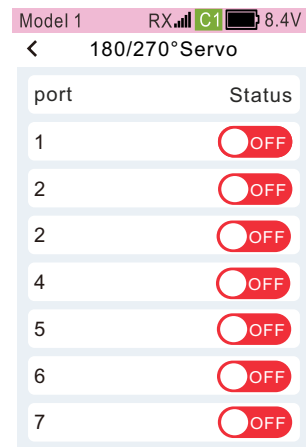 Model 1 RX C1 8.4V
180/270°Servo
port Status
1 OFF
2 OFF
2 OFF
4 OFF
5 OFF
6 OFF
7 OFF